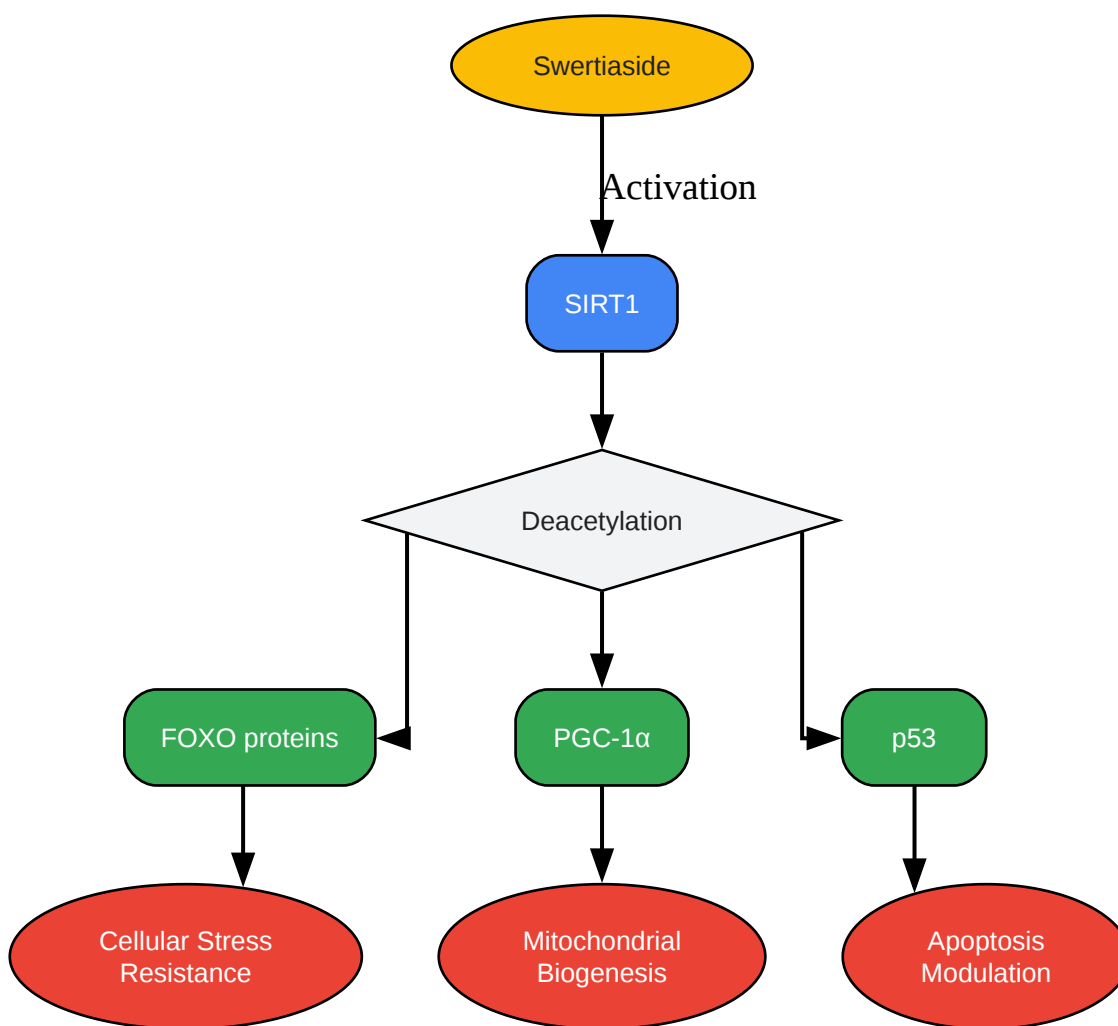 Swertiaside
Activation
SIRT1
Deacetylation
FOXO proteins
PGC-1α
p53
Cellular Stress
Resistance
Mitochondrial
Biogenesis
Apoptosis
Modulation